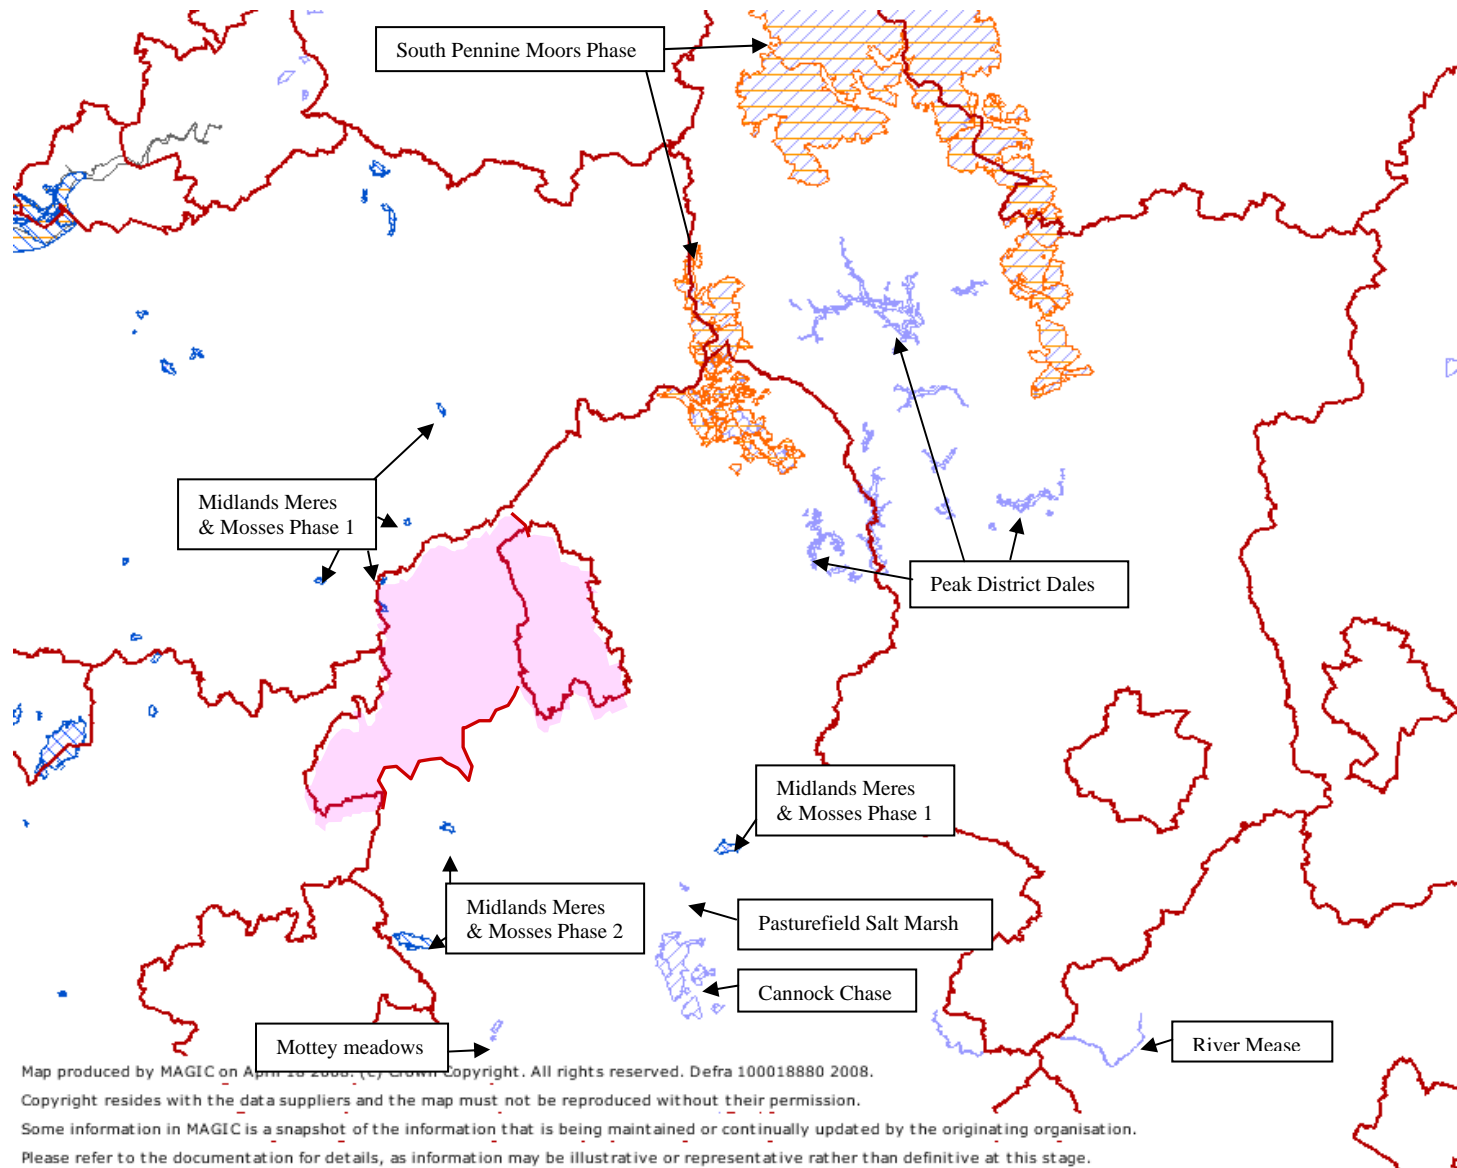 South Pennine Moors Phase
Midlands Meres
& Mosses Phase 1
Peak District Dales
Midlands Meres
& Mosses Phase 1
Midlands Meres
& Mosses Phase 2
Pasturefield Salt Marsh
Cannock Chase
Mottey meadows
River Mease
Map produced by MAGIC on April 18 2008. (c) Crown Copyright. All rights reserved. Defra 100018880 2008.
Copyright resides with the data suppliers and the map must not be reproduced without their permission.
Some information in MAGIC is a snapshot of the information that is being maintained or continually updated by the originating organisation.
Please refer to the documentation for details, as information may be illustrative or representative rather than definitive at this stage.